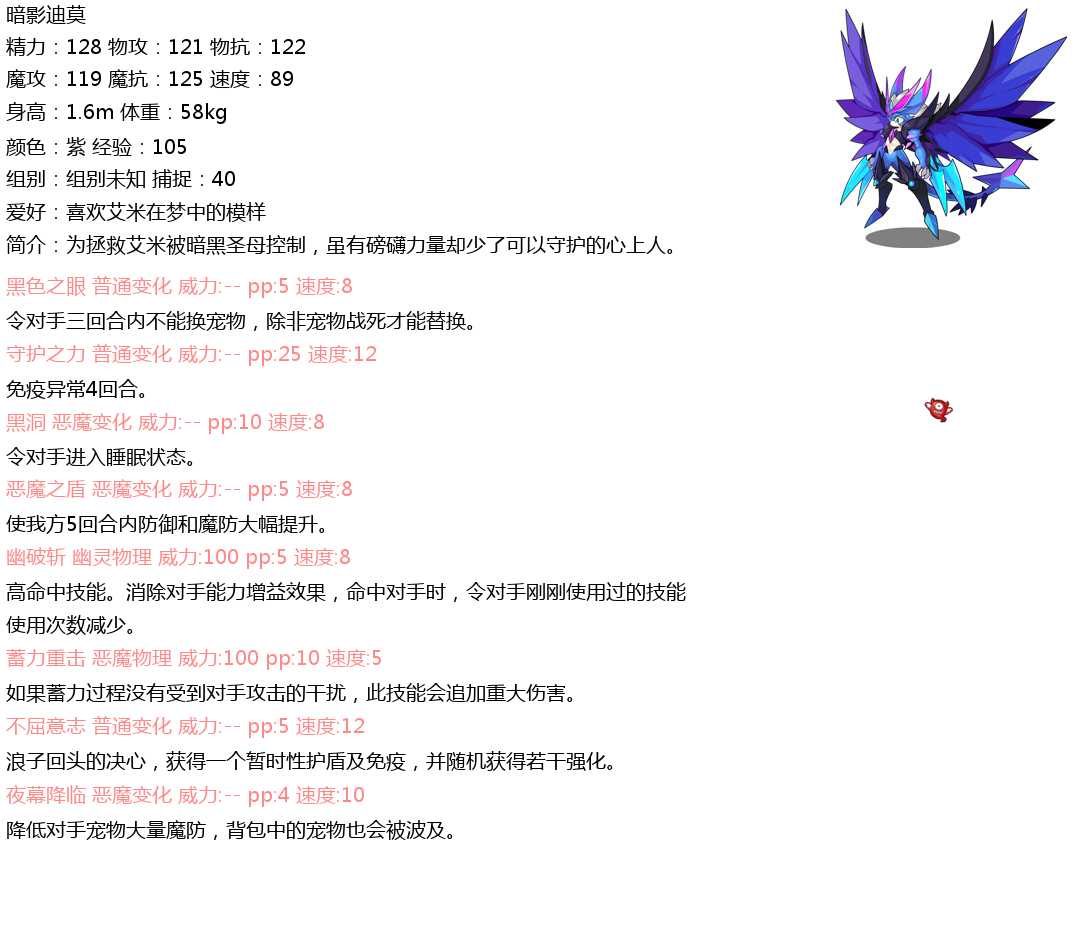 暗影迪莫
精力：128 物攻：121 物抗：122
魔攻：119 魔抗：125 速度：89
身高：1.6m 体重：58kg
颜色：紫 经验：105
组别：组别未知 捕捉：40
爱好：喜欢艾米在梦中的模样
简介：为拯救艾米被暗黑圣母控制，虽有磅礴力量却少了可以守护的心上人。
黑色之眼 普通变化 威力:-- pp:5 速度:8
令对手三回合内不能换宠物，除非宠物战死才能替换。
守护之力 普通变化 威力:-- pp:25 速度:12
免疫异常4回合。
黑洞 恶魔变化 威力:-- pp:10 速度:8
令对手进入睡眠状态。
恶魔之盾 恶魔变化 威力:-- pp:5 速度:8
使我方5回合内防御和魔防大幅提升。
幽破斩 幽灵物理 威力:100 pp:5 速度:8
高命中技能。消除对手能力增益效果，命中对手时，令对手刚刚使用过的技能
使用次数减少。
蓄力重击 恶魔物理 威力:100 pp:10 速度:5
如果蓄力过程没有受到对手攻击的干扰，此技能会追加重大伤害。
不屈意志 普通变化 威力:-- pp:5 速度:12
浪子回头的决心，获得一个暂时性护盾及免疫，并随机获得若干强化。
夜幕降临 恶魔变化 威力:-- pp:4 速度:10
降低对手宠物大量魔防，背包中的宠物也会被波及。